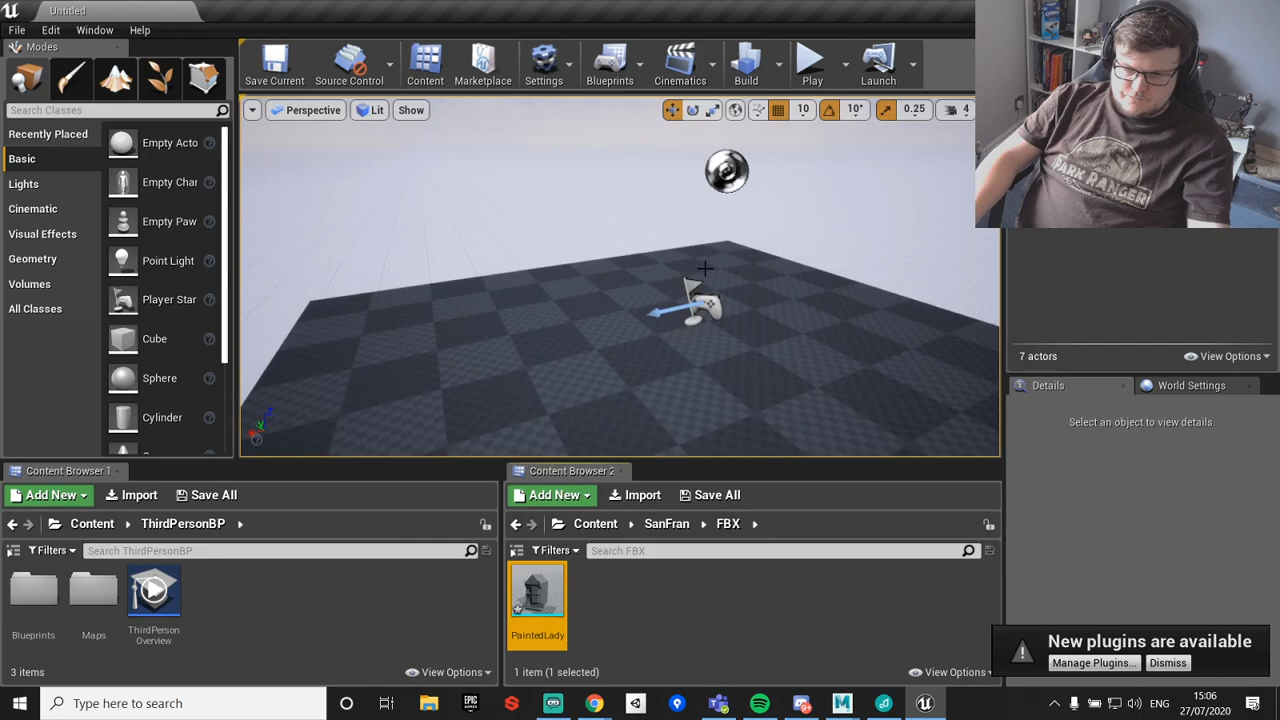 Untitled
File Edit Window Help
Modes
Save Current
Source Control
Content
Marketplace
Settings
Blueprints
Cinematics
Build
Play
Launch
Search Classes
Recently Placed
Basic
Lights
Cinematic
Visual Effects
Geometry
Volumes
All Classes
Empty Acto
Empty Char
Empty Paw
Point Light
Player Star
Cube
Sphere
Cylinder
Perspective
Lit
Show
10
10°
0.25
4
PARK RANGER
7 actors
View Options
Details
World Settings
Select an object to view details.
Content Browser 1
Add New
Import
Save All
Content
ThirdPersonBP
Filters
Search ThirdPersonBP
Blueprints
Maps
ThirdPerson
Overview
3 items
View Options
Content Browser 2
Add New
Import
Save All
Content
SanFran
FBX
Filters
Search FBX
PaintedLady
1 item (1 selected)
View Options
New plugins are available
Manage Plugins...
Dismiss
Type here to search
ENG
15:06
27/07/2020